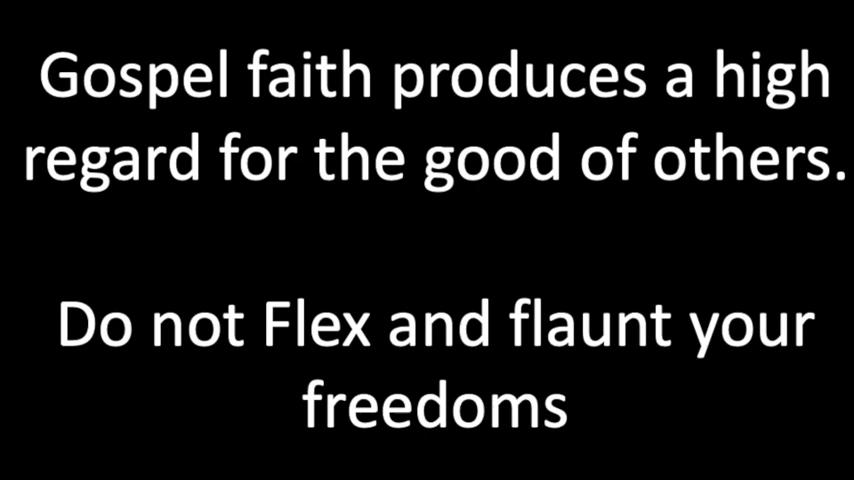 Gospel faith produces a high
regard for the good of others.
Do not Flex and flaunt your
freedoms